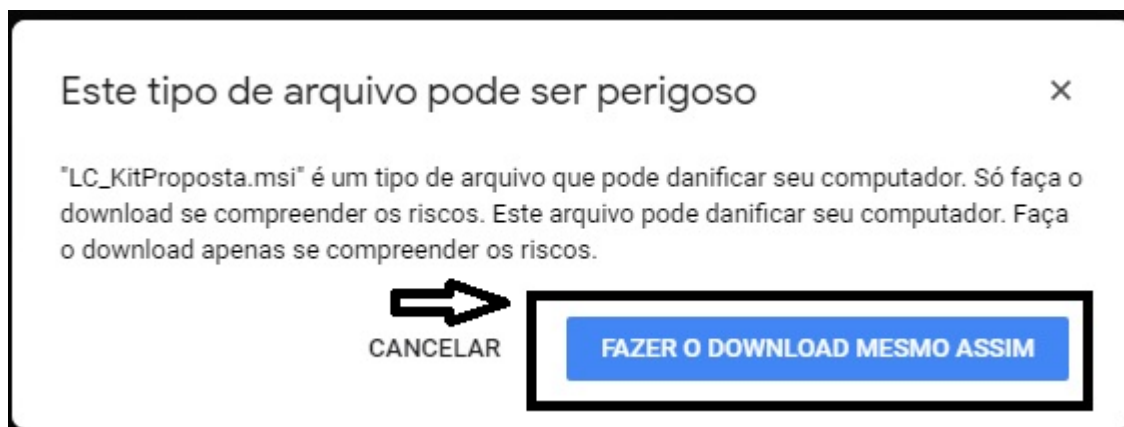 Este tipo de arquivo pode ser perigoso
"LC_KitProposta.msi" é um tipo de arquivo que pode danificar seu computador. Só faça o
download se compreender os riscos. Este arquivo pode danificar seu computador. Faça
o download apenas se compreender os riscos.
CANCELAR
FAZER O DOWNLOAD MESMO ASSIM